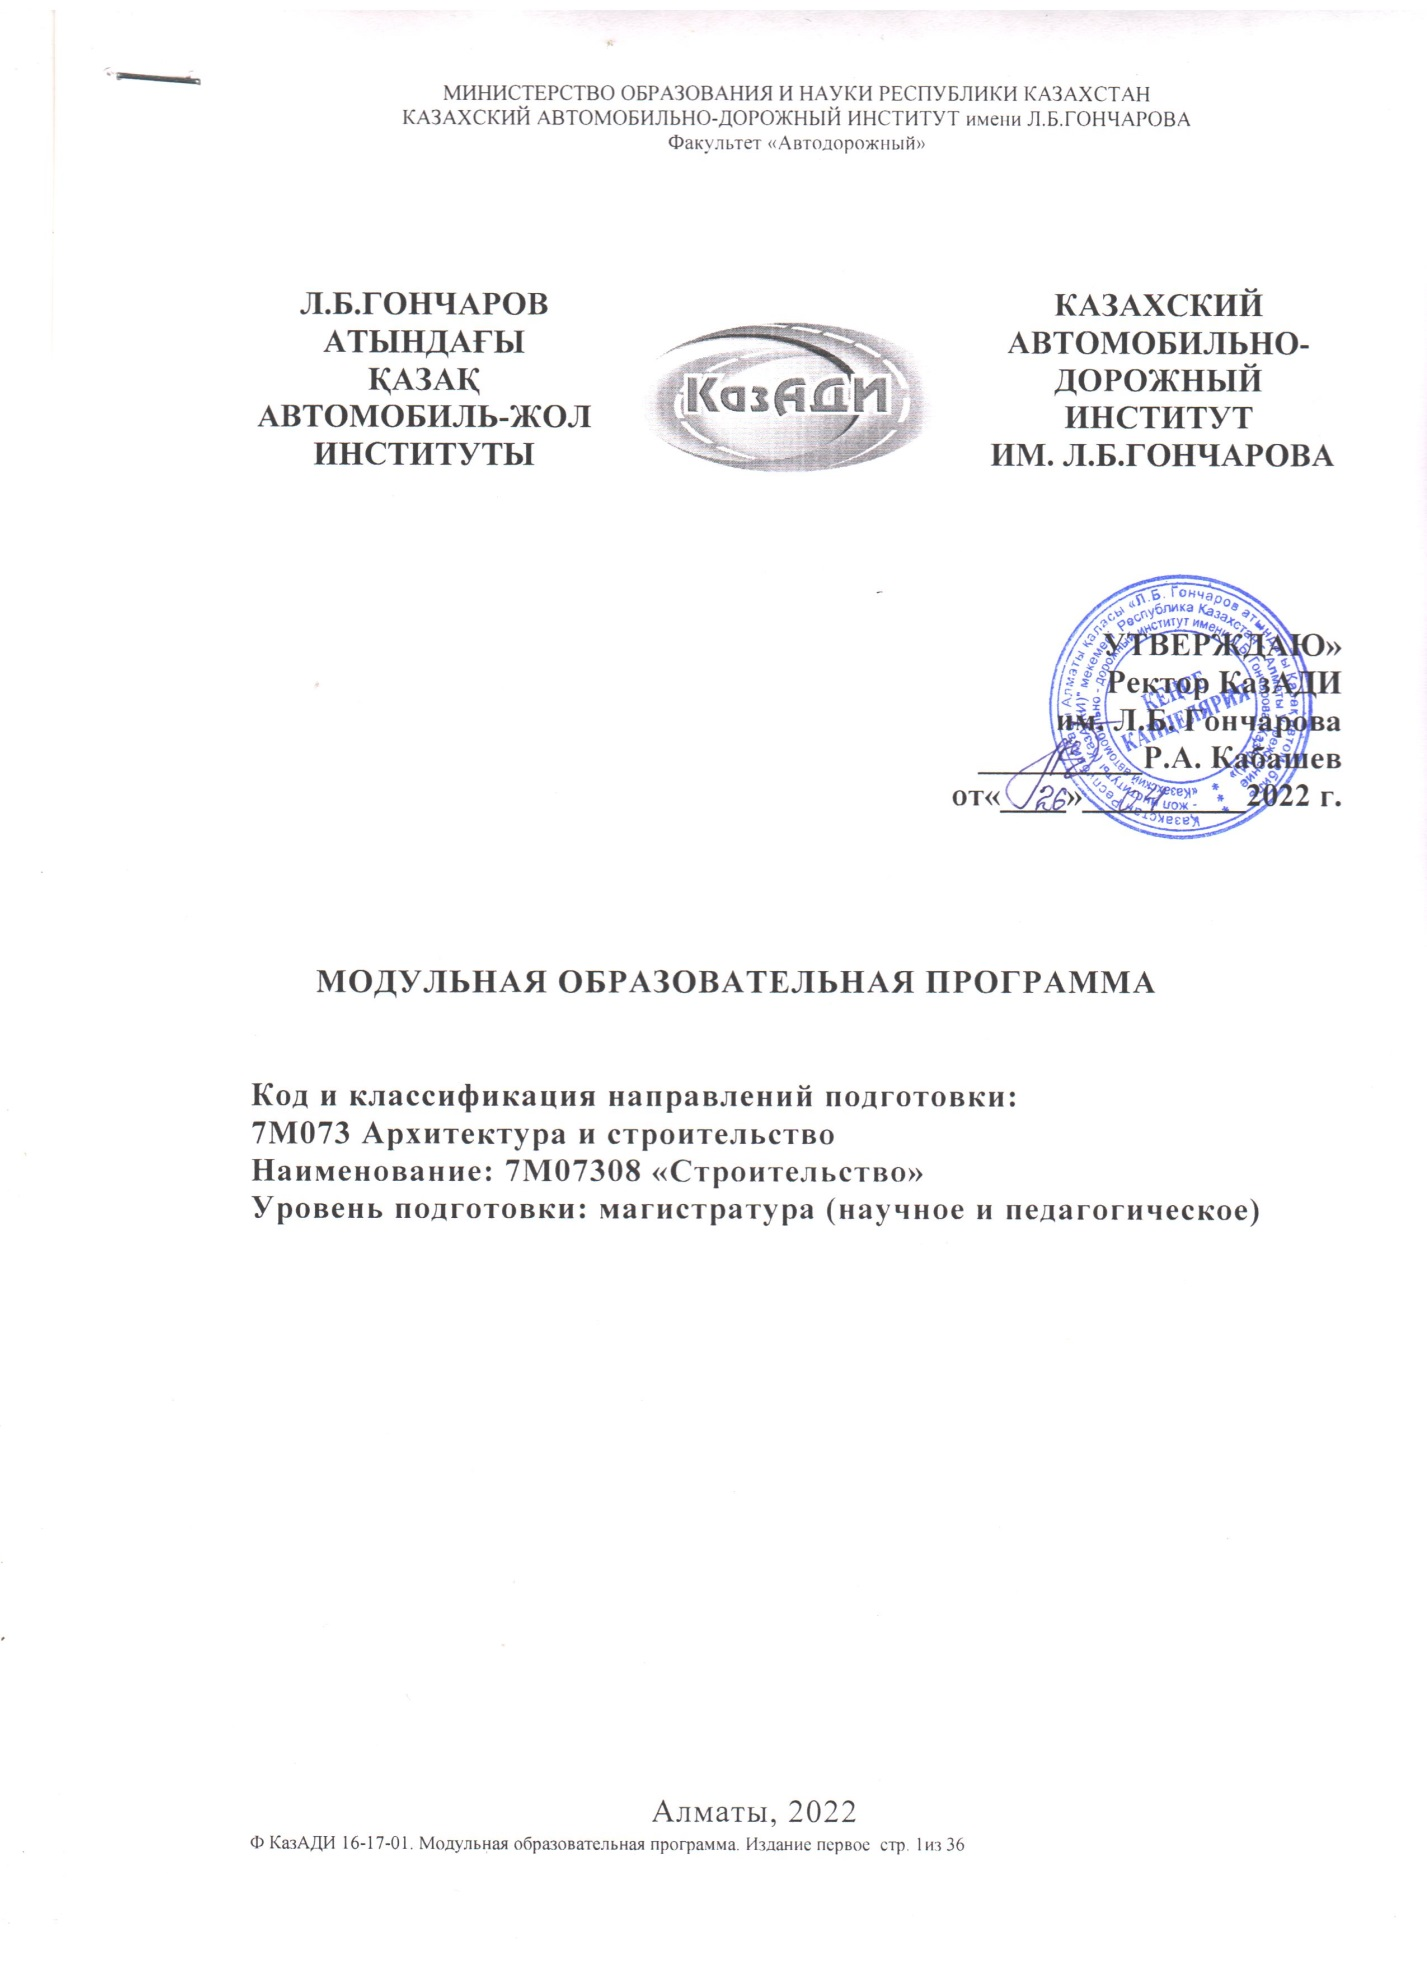 МИНИСТЕРСТВО ОБРАЗОВАНИЯ И НАУКИ РЕСПУБЛИКИ КАЗАХСТАН
КАЗАХСКИЙ АВТОМОБИЛЬНО-ДОРОЖНЫЙ ИНСТИТУТ имени Л.Б.ГОНЧАРОВА
Факультет «Автодорожный»
Л.Б.ГОНЧАРОВ
АТЫНДАҒЫ
ҚАЗАҚ
АВТОМОБИЛЬ-ЖОЛ
ИНСТИТУТЫ
КазАДИ
КАЗАХСКИЙ
АВТОМОБИЛЬНО-
ДОРОЖНЫЙ
ИНСТИТУТ
ИМ. Л.Б.ГОНЧАРОВА
УТВЕРЖДАЮ»
Ректор КазАДИ
им. Л.Б. Гончарова
Р.А. Кабашев
от«26» 04 2022 г.
КЕҢСЕ
КАНЦЕЛЯРИЯ
МОДУЛЬНАЯ ОБРАЗОВАТЕЛЬНАЯ ПРОГРАММА
Код и классификация направлений подготовки:
7М073 Архитектура и строительство
Наименование: 7М07308 «Строительство»
Уровень подготовки: магистратура (научное и педагогическое)
Алматы, 2022
Ф КазАДИ 16-17-01. Модульная образовательная программа. Издание первое стр. 1из 36